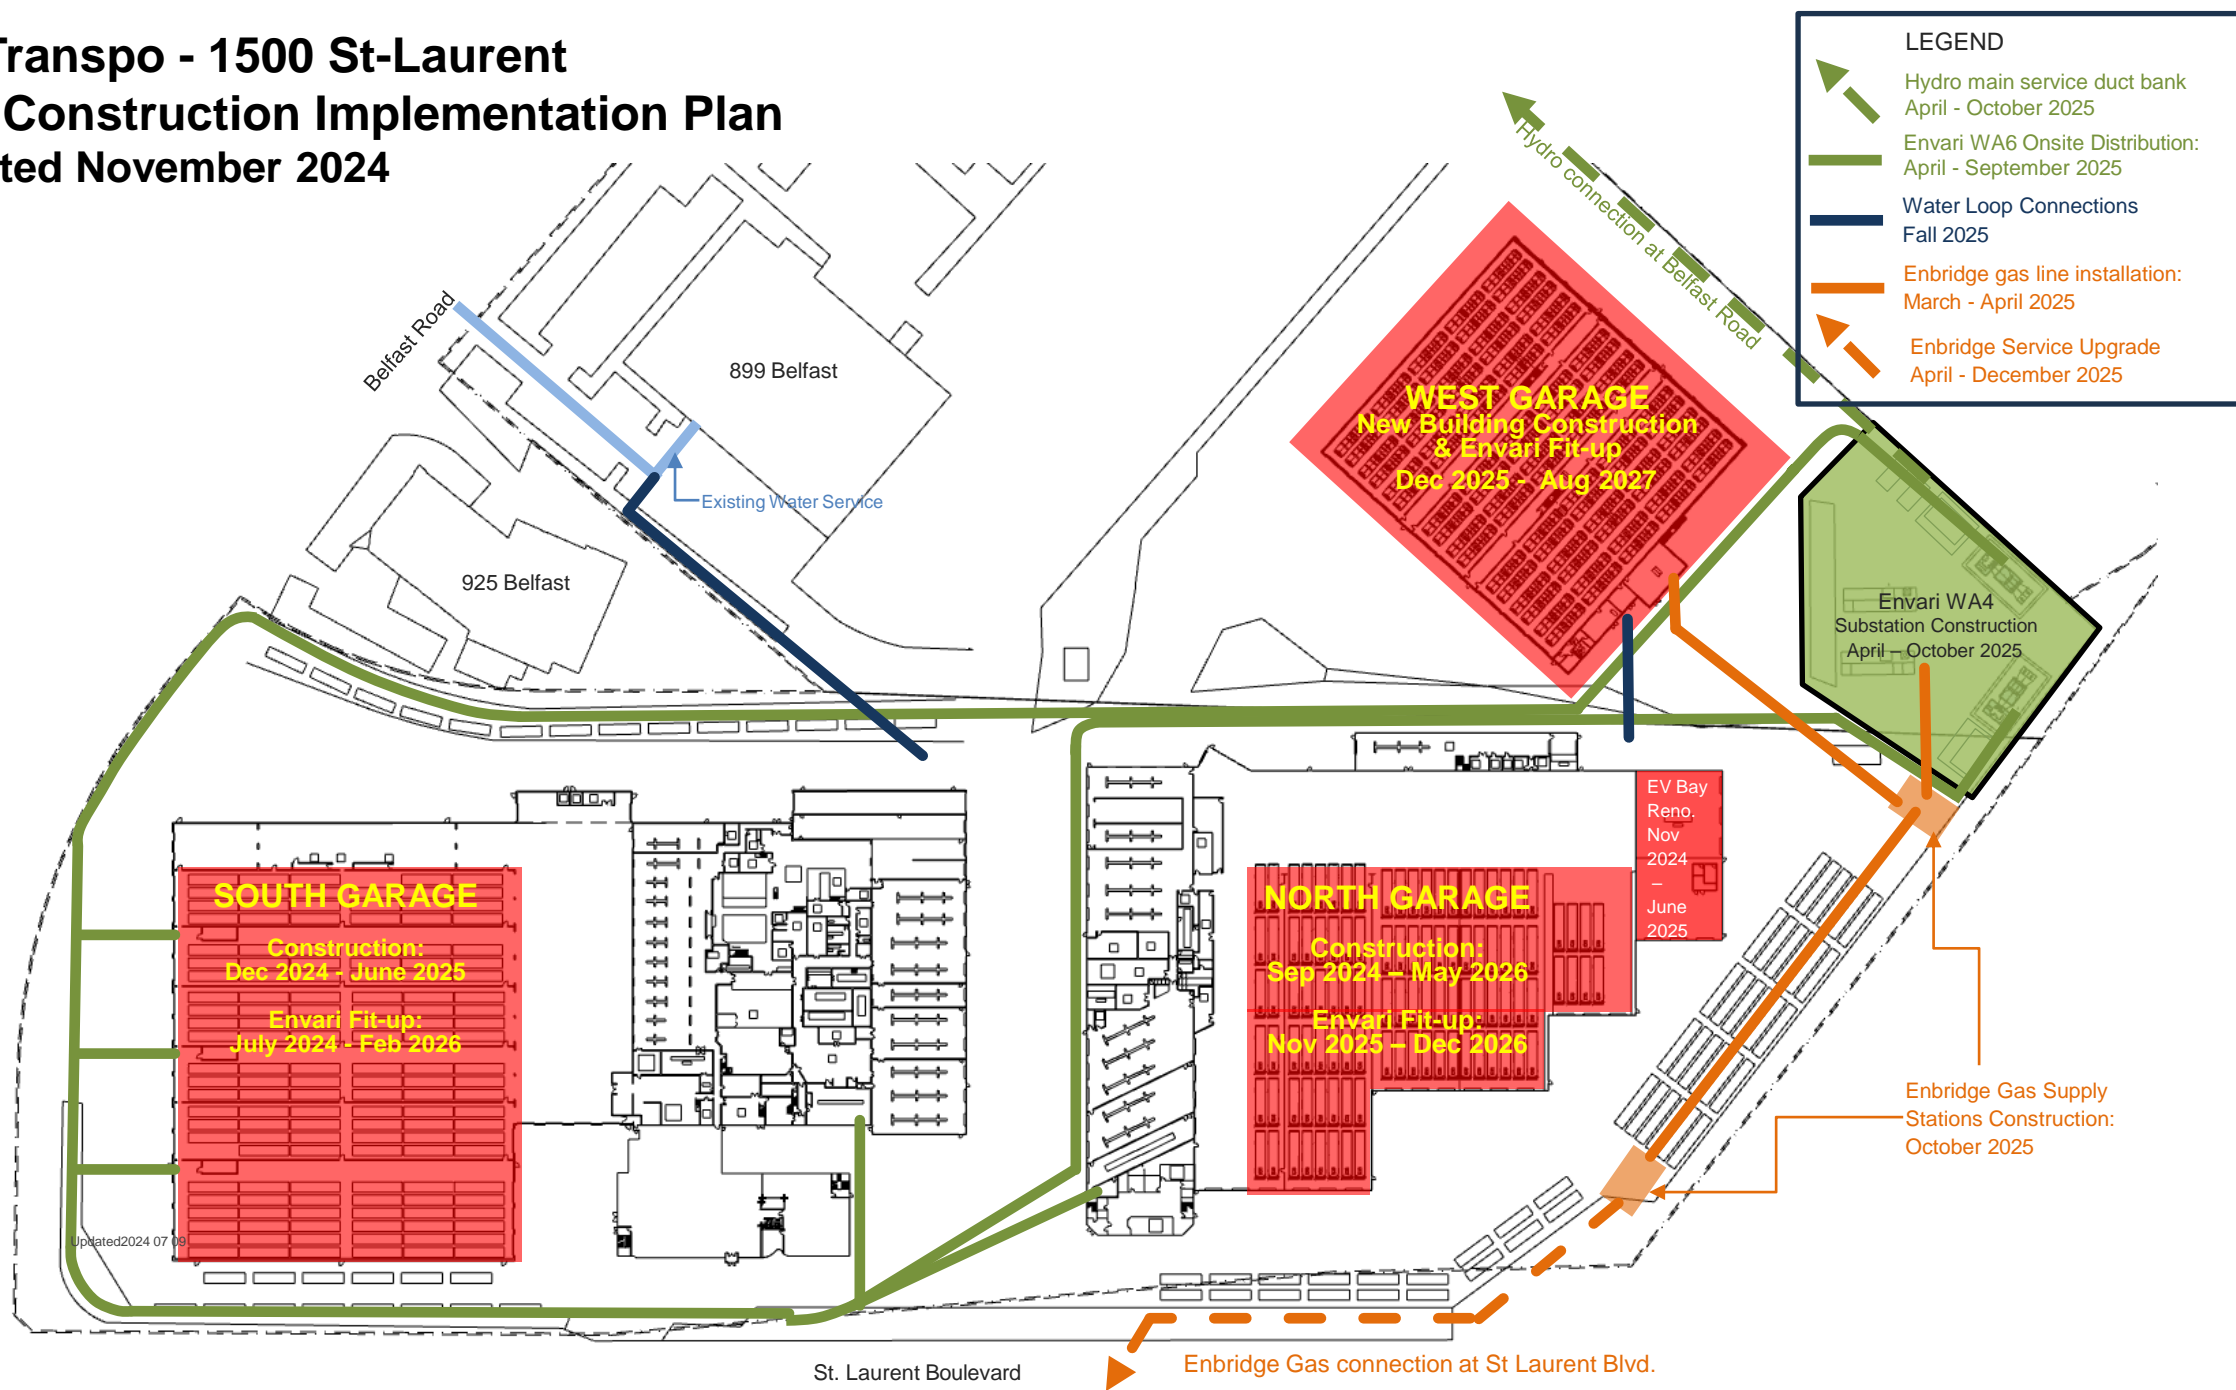 Transpo - 1500 St-Laurent
Construction Implementation Plan
ted November 2024
LEGEND
Hydro main service duct bank
April - October 2025
Envari WA6 Onsite Distribution:
April - September 2025
Water Loop Connections
Fall 2025
Enbridge gas line installation:
March - April 2025
Enbridge Service Upgrade
April - December 2025
Hydro connection at Belfast Road
Belfast Road
899 Belfast
Existing Water Service
925 Belfast
WEST GARAGE
New Building Construction
& Envari Fit-up
Dec 2025 - Aug 2027
Envari WA4
Substation Construction
April – October 2025
EV Bay
Reno.
Nov
2024
–
June
2025
SOUTH GARAGE
Construction:
Dec 2024 - June 2025
Envari Fit-up:
July 2024 - Feb 2026
NORTH GARAGE
Construction:
Sep 2024 – May 2026
Envari Fit-up:
Nov 2025 – Dec 2026
Enbridge Gas Supply
Stations Construction:
October 2025
Updated2024 07 09
St. Laurent Boulevard
Enbridge Gas connection at St Laurent Blvd.